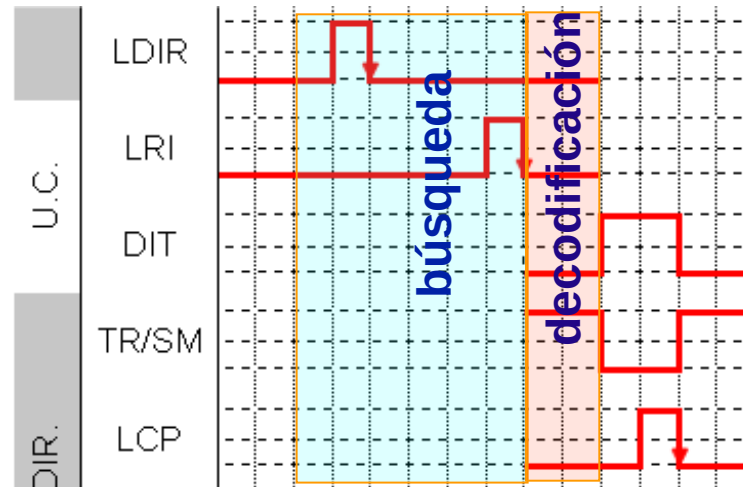 LDIR
LRI
U.C.
DIT
TR/SM
LCP
DIR.
búsqueda
decodificación